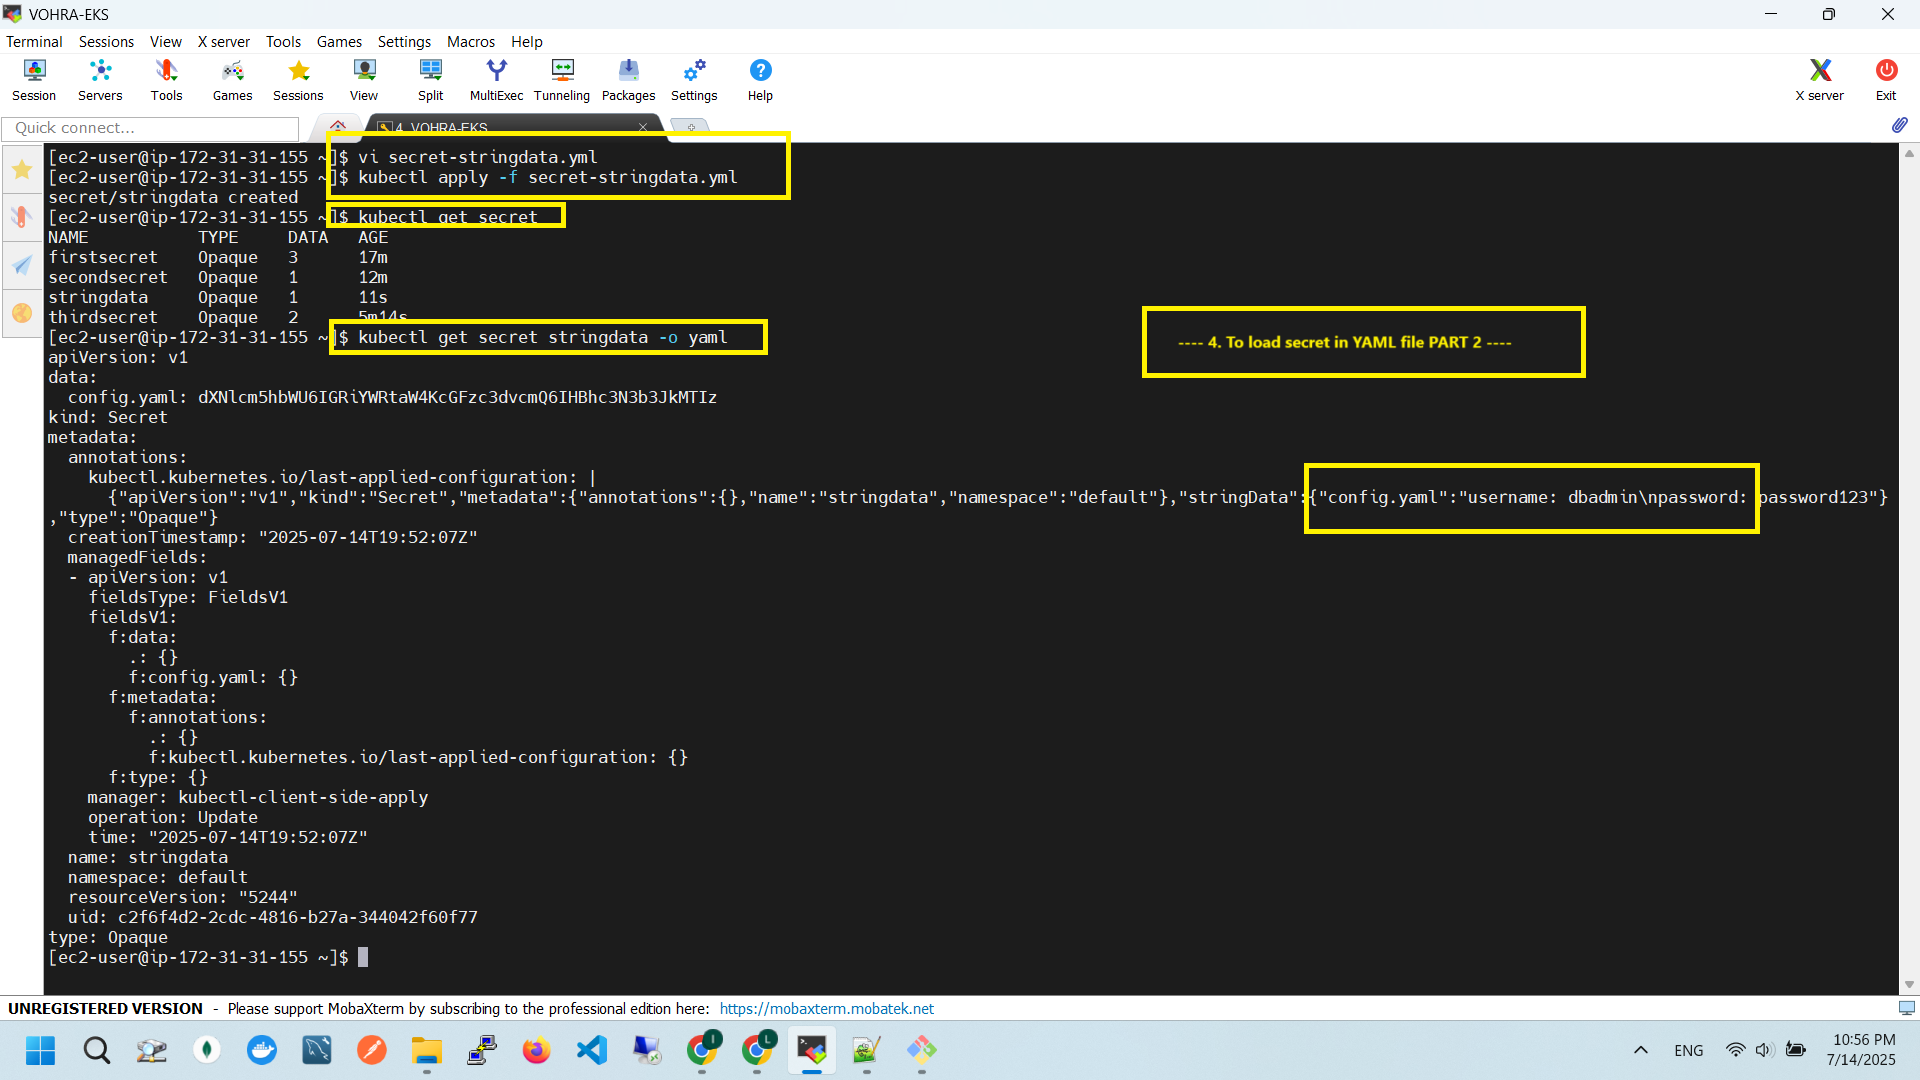 VOHRA-EKS
Terminal Sessions View X server Tools Games Settings Macros Help
Session Servers Tools Games Sessions View Split MultiExec Tunneling Packages Settings Help X server Exit
Quick connect...
4. VOHRA-EKS
[ec2-user@ip-172-31-31-155 ~]$ vi secret-stringdata.yml
[ec2-user@ip-172-31-31-155 ~]$ kubectl apply -f secret-stringdata.yml
secret/stringdata created
[ec2-user@ip-172-31-31-155 ~]$ kubectl get secret
NAME TYPE DATA AGE
firstsecret Opaque 3 17m
secondsecret Opaque 1 12m
stringdata Opaque 1 11s
thirdsecret Opaque 2 5m14s
[ec2-user@ip-172-31-31-155 ~]$ kubectl get secret stringdata -o yaml
---- 4. To load secret in YAML file PART 2 ----
apiVersion: v1
data:
  config.yaml: dXNlcm5hbWU6IGRiYWRtaW4KcGFzc3dvcmQ6IHBhc3N3b3JkMTIz
kind: Secret
metadata:
  annotations:
    kubectl.kubernetes.io/last-applied-configuration: |
      {"apiVersion":"v1","kind":"Secret","metadata":{"annotations":{},"name":"stringdata","namespace":"default"},"stringData":{"config.yaml":"username: dbadmin\npassword: password123"}
,"type":"Opaque"}
  creationTimestamp: "2025-07-14T19:52:07Z"
  managedFields:
  - apiVersion: v1
    fieldsType: FieldsV1
    fieldsV1:
      f:data:
        .: {}
        f:config.yaml: {}
      f:metadata:
        f:annotations:
          .: {}
          f:kubectl.kubernetes.io/last-applied-configuration: {}
      f:type: {}
    manager: kubectl-client-side-apply
    operation: Update
    time: "2025-07-14T19:52:07Z"
  name: stringdata
  namespace: default
  resourceVersion: "5244"
  uid: c2f6f4d2-2cdc-4816-b27a-344042f60f77
type: Opaque
[ec2-user@ip-172-31-31-155 ~]$
UNREGISTERED VERSION - Please support MobaXterm by subscribing to the professional edition here: https://mobaxterm.mobatek.net
I L ENG 10:56 PM
7/14/2025